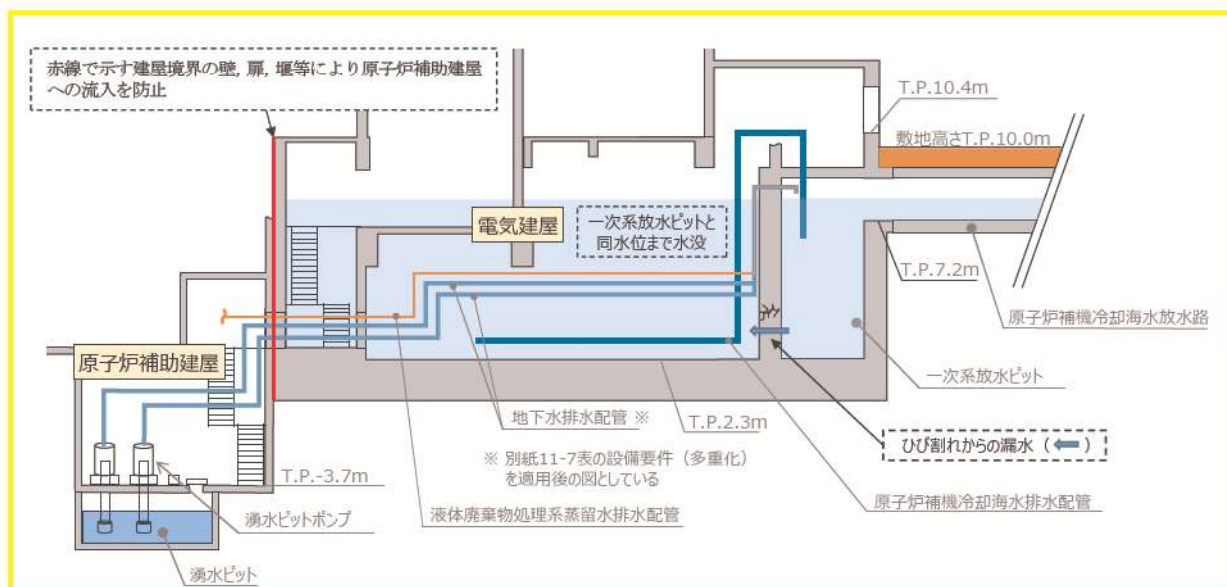 赤線で示す建屋境界の壁, 扉, 堰等により原子炉補助建屋
への流入を防止
T.P.10.4m
敷地高さT.P.10.0m
電気建屋
一次系放水ピットと
同水位まで水没
T.P.7.2m
原子炉補機冷却海水放水路
原子炉補助建屋
一次系放水ピット
地下水排水配管 ※
T.P.2.3m
ひび割れからの漏水（ ）
※ 別紙11-7表の設備要件（多重化）
を適用後の図としている
T.P.-3.7m
原子炉補機冷却海水排水配管
液体廃棄物処理系蒸留水排水配管
湧水ピットポンプ
湧水ピット